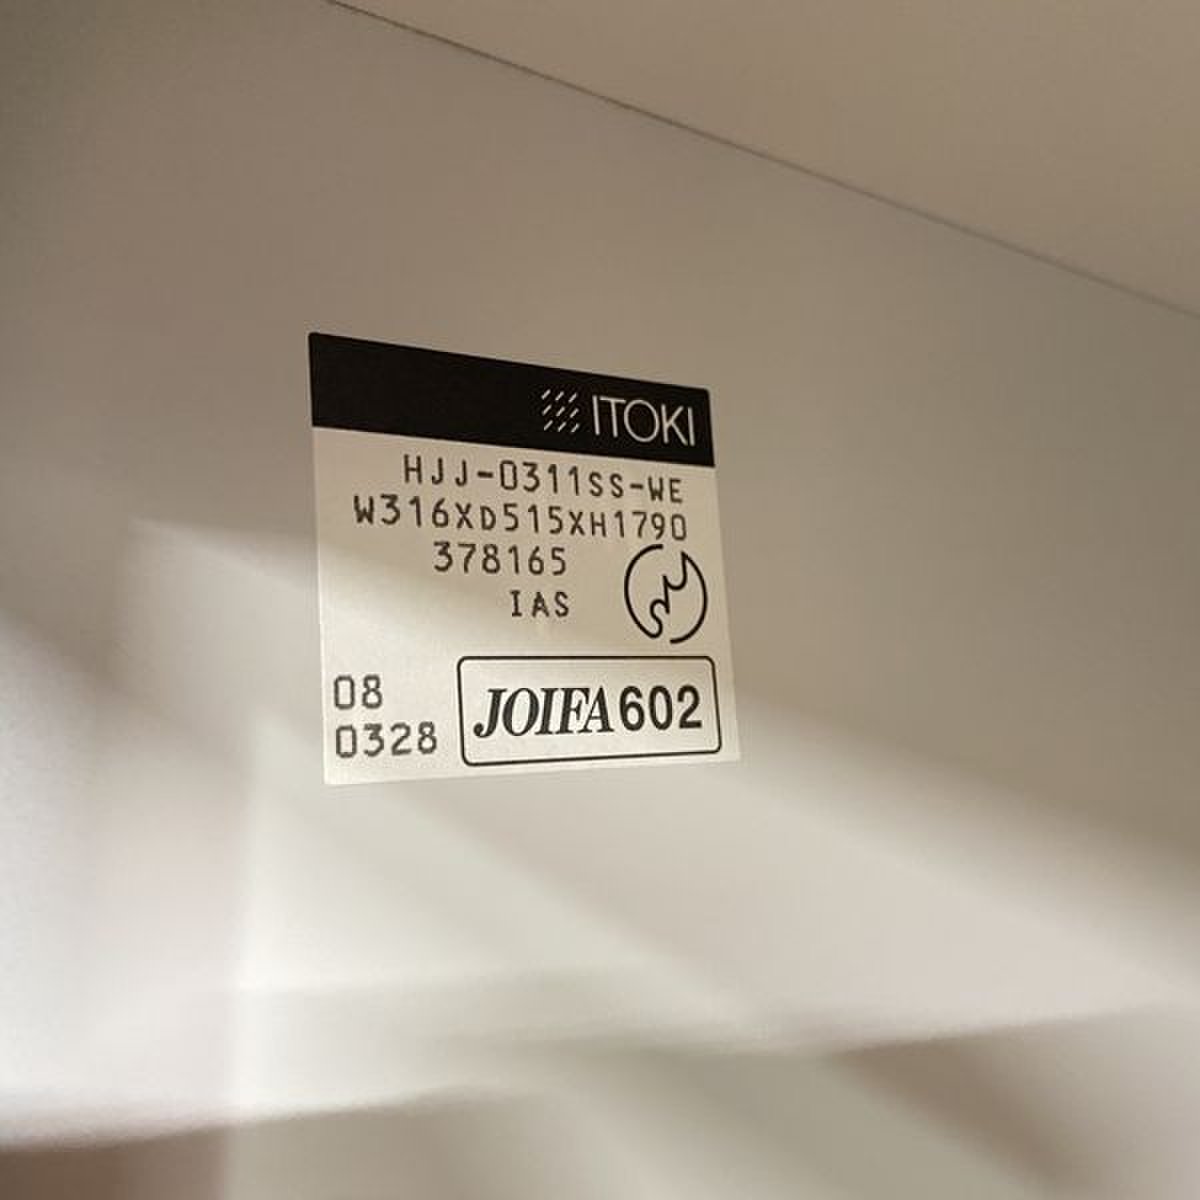 ITOKI
HJJ-0311SS-WE
W316XD515XH1790
378165
IAS
08
0328
JOIFA602